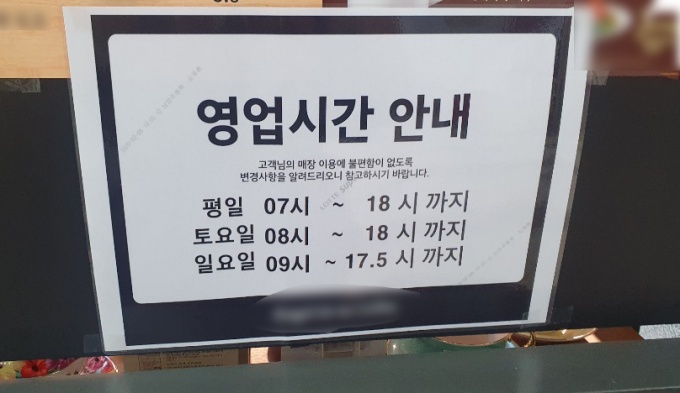 영업시간 안내
고객님의 매장 이용에 불편함이 없도록
변경사항을 알려드리오니 참고하시기 바랍니다.
평일 07시 ~ 18 시 까지
토요일 08시 ~ 18 시 까지
일요일 09시 ~ 17.5 시 까지